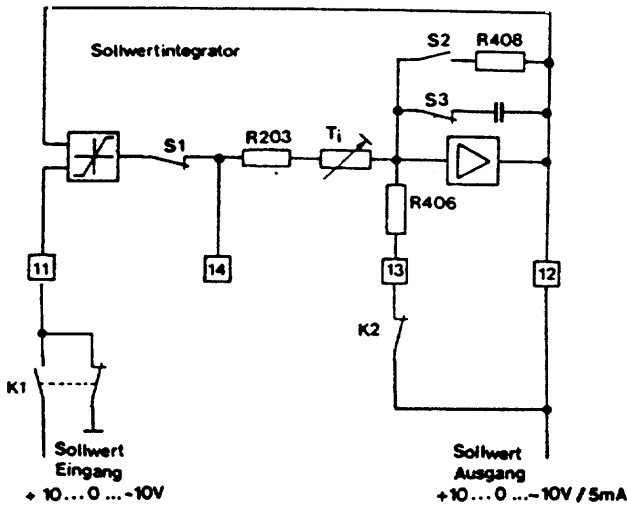 Sollwertintegrator
S2
R408
S3
S1
R203
Ti
R406
11
14
13
12
K2
K1
Sollwert
Eingang
+ 10 ... 0 ... -10V
Sollwert
Ausgang
+10 ... 0 ... -10V / 5mA